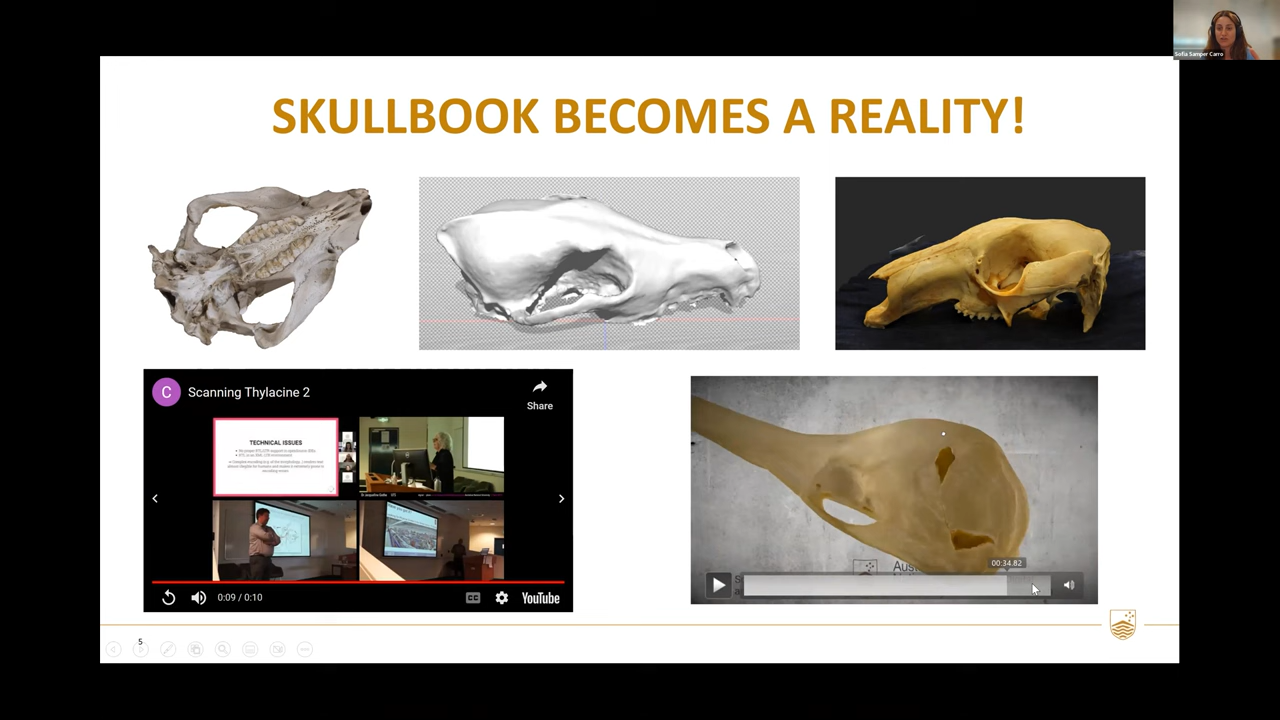 Sofia Samper Carro
SKULLBOOK BECOMES A REALITY!
C
Scanning Thylacine 2
Share
TECHNICAL ISSUES
0:09 / 0:10
CC
YouTube
00:34.82
Aust
5